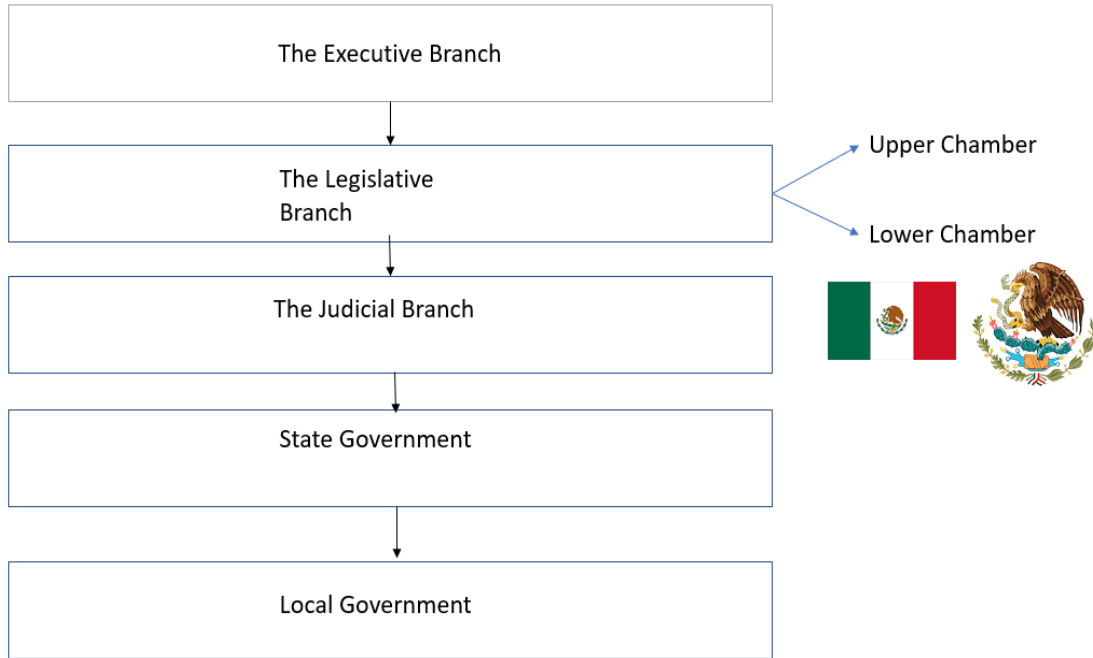 The Executive Branch
The Legislative
Branch
Upper Chamber
Lower Chamber
The Judicial Branch
State Government
Local Government